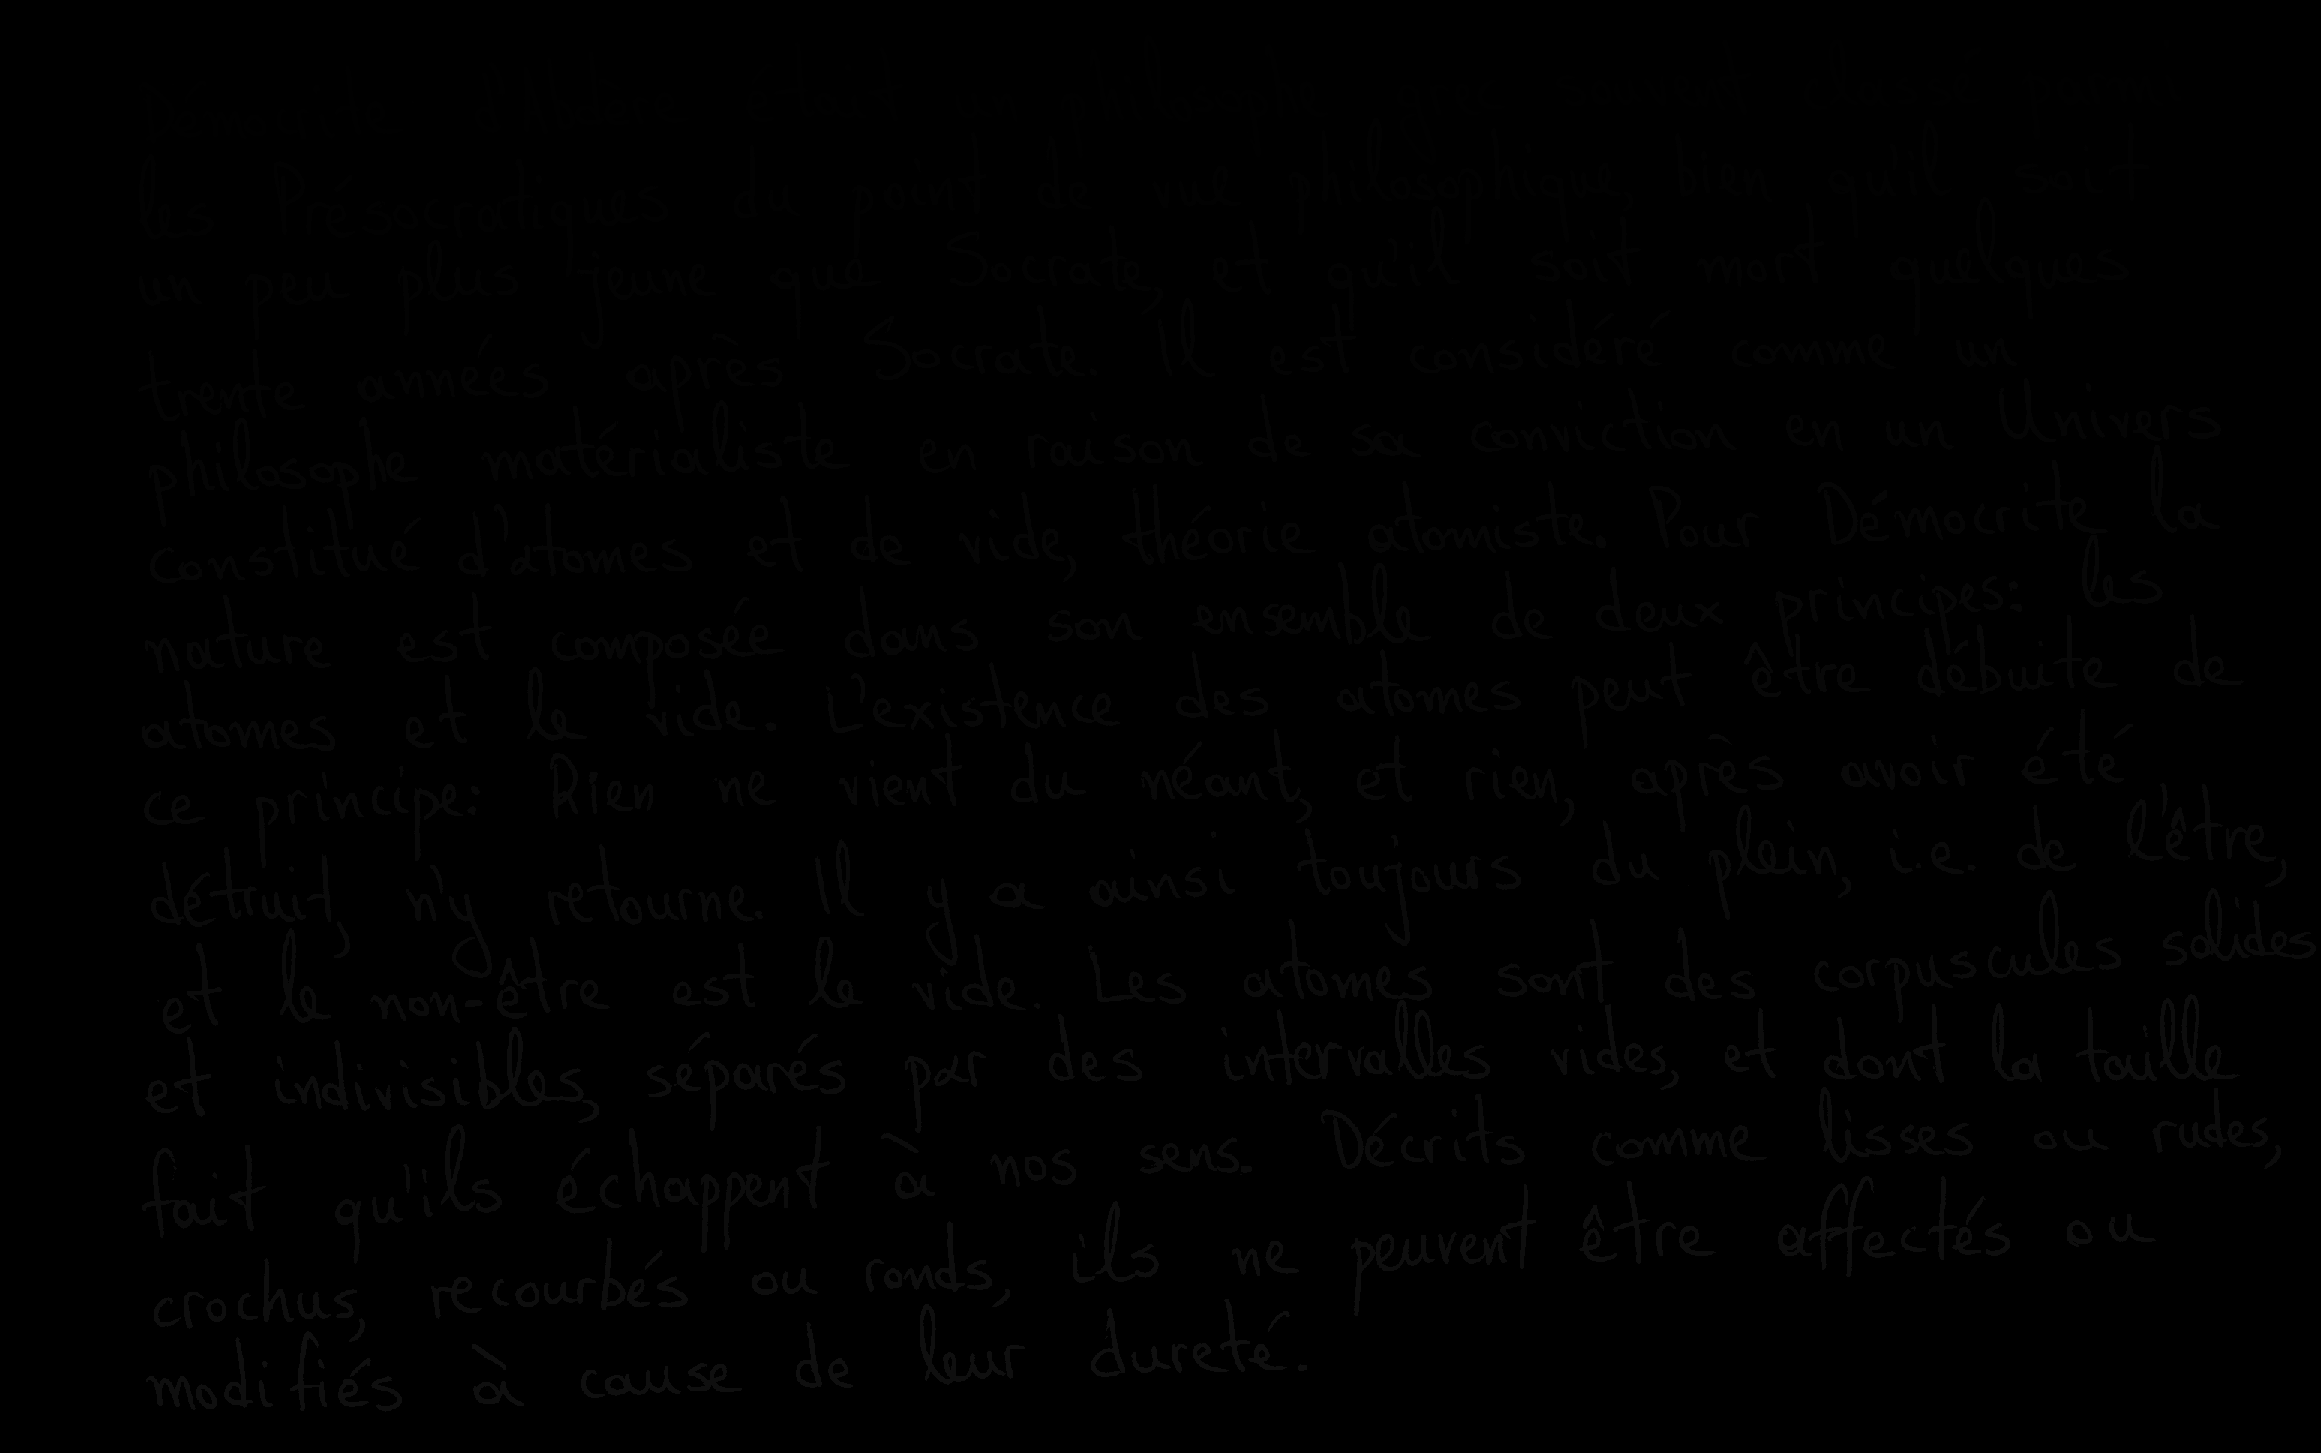 Démocrite d'Abdère était un philosophe
les Présocratiques du point de vue philosophique, bien qu'il soit
un peu plus jeune que Socrate, et qu'il soit mort quelques
trente années après Socrate. Il est considéré comme un
philosophe matérialiste en raison de sa conviction en un Univers
constitué d'atomes et de vide, théorie atomiste. Pour Démocrite la
nature est composée dans son ensemble de deux principes: les
atomes et le vide. L'existence des atomes peut être débuite de
ce principe: Rien ne vient du néant, et rien, après avoir été
détruit, n'y retourne. Il y a ainsi toujours du plein, i.e. de l'être,
et le non-être est le vide. Les atomes sont des corpuscules solides
et indivisibles, séparés par des intervalles vides, et dont la taille
fait qu'ils échappent à nos sens. Décrits comme lisses ou rudes,
crochus, recourbés ou ronds, ils ne peuvent être affectés ou
modifiés à cause de leur dureté.